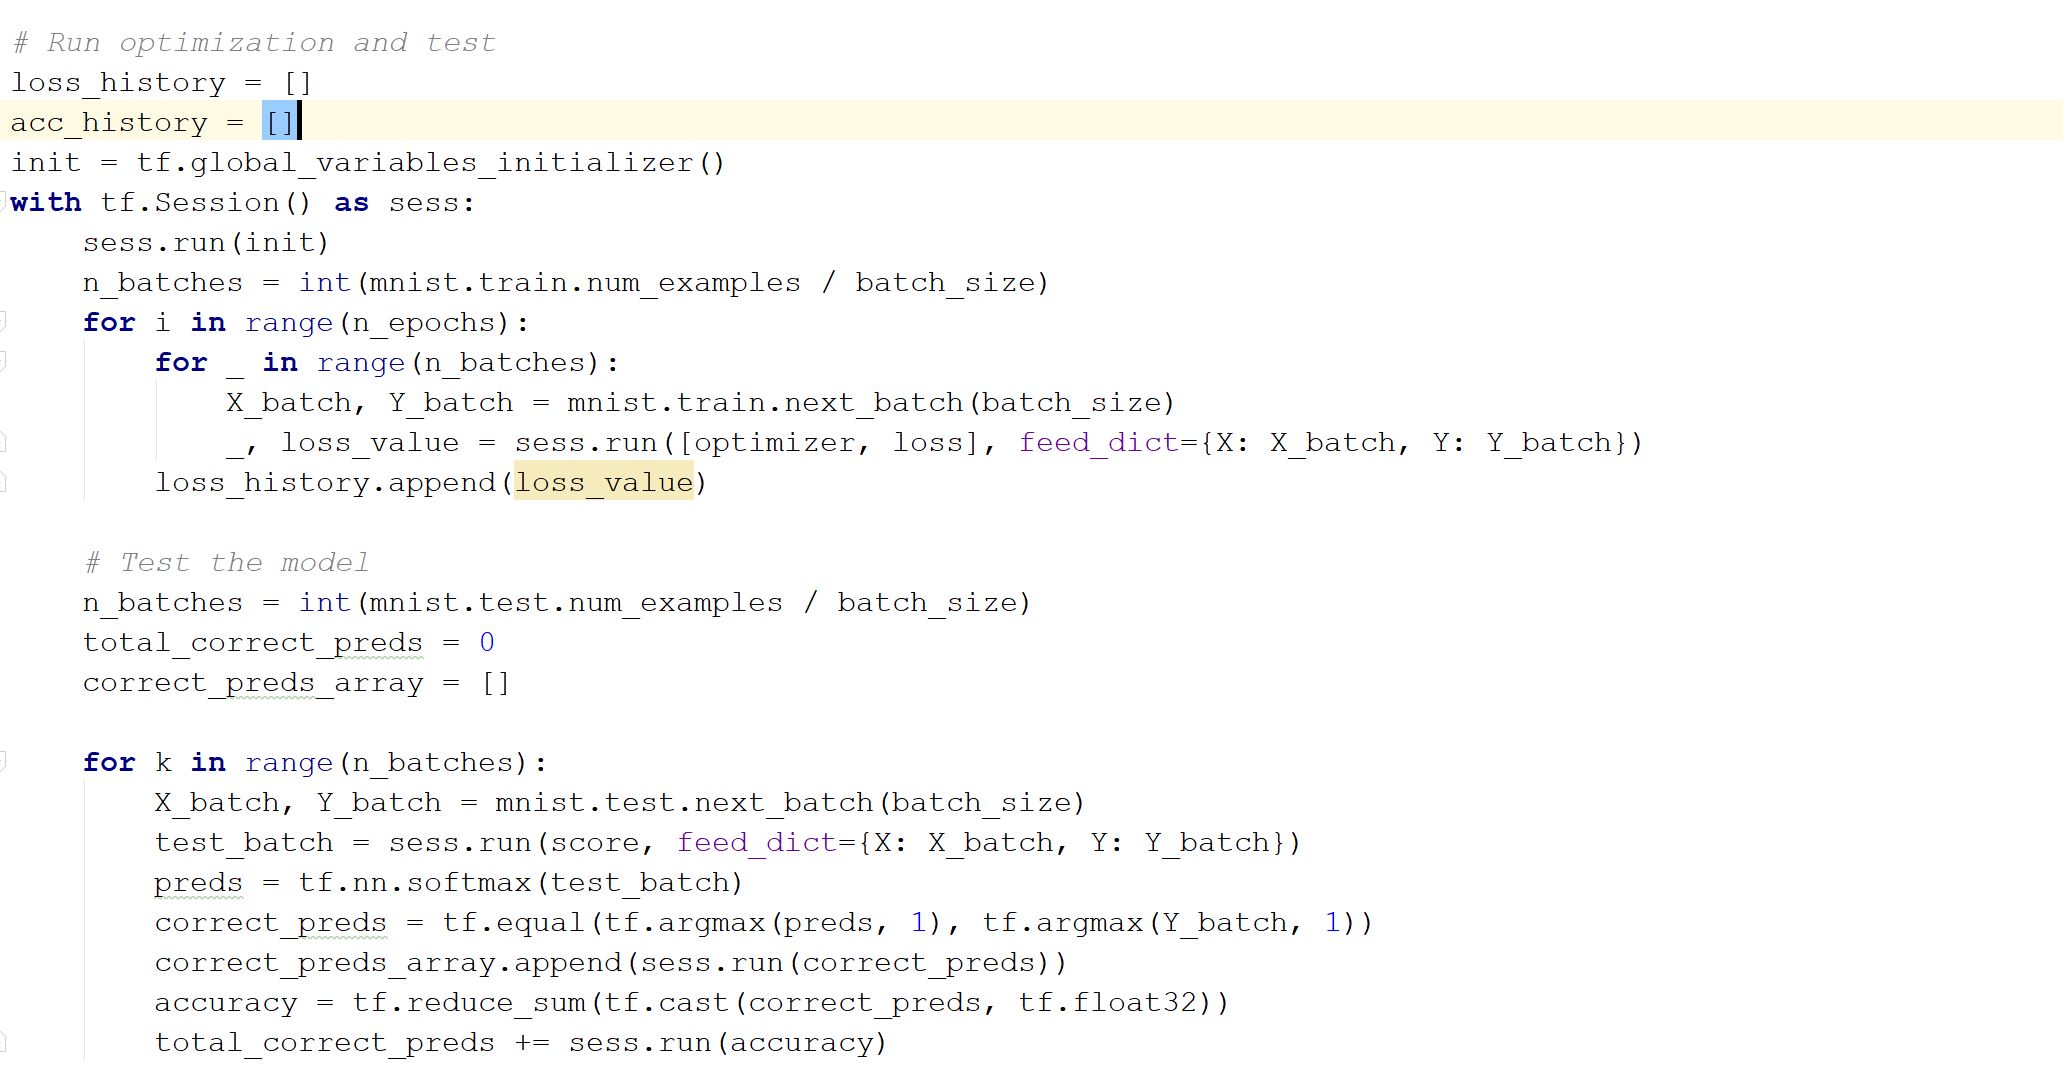 # Run optimization and test
loss_history = []
acc_history = []
init = tf.global_variables_initializer()
with tf.Session() as sess:
    sess.run(init)
    n_batches = int(mnist.train.num_examples / batch_size)
    for i in range(n_epochs):
        for _ in range(n_batches):
            X_batch, Y_batch = mnist.train.next_batch(batch_size)
            _, loss_value = sess.run([optimizer, loss], feed_dict={X: X_batch, Y: Y_batch})
        loss_history.append(loss_value)

    # Test the model
    n_batches = int(mnist.test.num_examples / batch_size)
    total_correct_preds = 0
    correct_preds_array = []

    for k in range(n_batches):
        X_batch, Y_batch = mnist.test.next_batch(batch_size)
        test_batch = sess.run(score, feed_dict={X: X_batch, Y: Y_batch})
        preds = tf.nn.softmax(test_batch)
        correct_preds = tf.equal(tf.argmax(preds, 1), tf.argmax(Y_batch, 1))
        correct_preds_array.append(sess.run(correct_preds))
        accuracy = tf.reduce_sum(tf.cast(correct_preds, tf.float32))
        total_correct_preds += sess.run(accuracy)